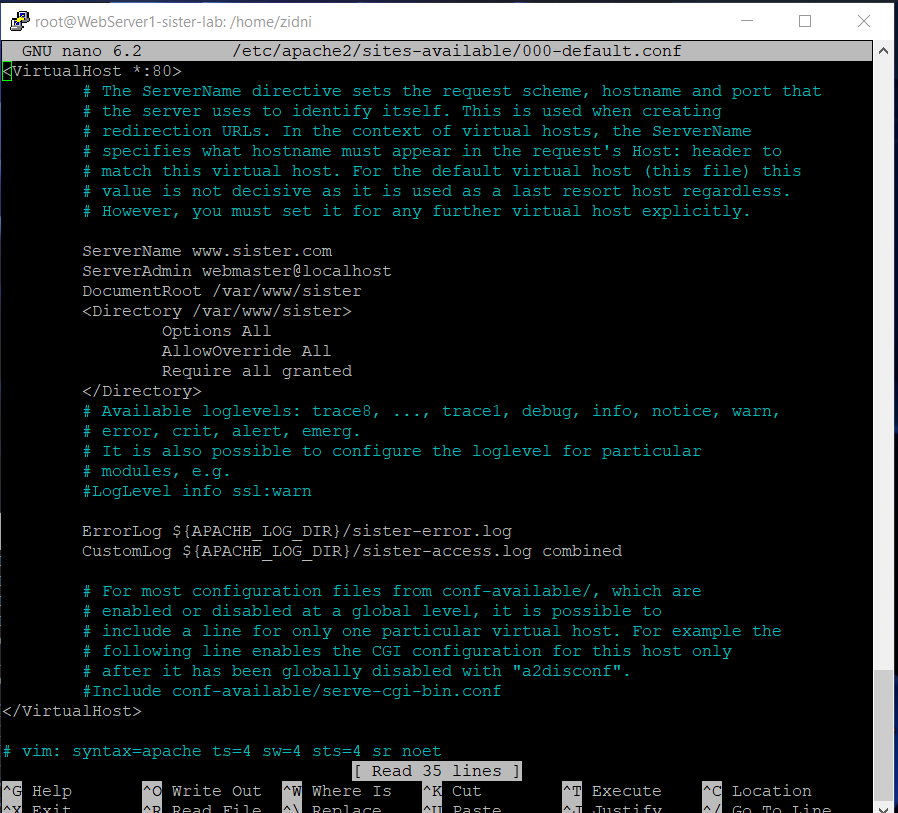 root@WebServer1-sister-lab: /home/zidni
GNU nano 6.2 /etc/apache2/sites-available/000-default.conf
<VirtualHost *:80>
# The ServerName directive sets the request scheme, hostname and port that
# the server uses to identify itself. This is used when creating
# redirection URLs. In the context of virtual hosts, the ServerName
# specifies what hostname must appear in the request's Host: header to
# match this virtual host. For the default virtual host (this file) this
# value is not decisive as it is used as a last resort host regardless.
# However, you must set it for any further virtual host explicitly.
ServerName www.sister.com
ServerAdmin webmaster@localhost
DocumentRoot /var/www/sister
<Directory /var/www/sister>
Options All
AllowOverride All
Require all granted
</Directory>
# Available loglevels: trace8, ..., trace1, debug, info, notice, warn,
# error, crit, alert, emerg.
# It is also possible to configure the loglevel for particular
# modules, e.g.
#LogLevel info ssl:warn
ErrorLog ${APACHE_LOG_DIR}/sister-error.log
CustomLog ${APACHE_LOG_DIR}/sister-access.log combined
# For most configuration files from conf-available/, which are
# enabled or disabled at a global level, it is possible to
# include a line for only one particular virtual host. For example the
# following line enables the CGI configuration for this host only
# after it has been globally disabled with "a2disconf".
#Include conf-available/serve-cgi-bin.conf
</VirtualHost>
# vim: syntax=apache ts=4 sw=4 sts=4 sr noet
[ Read 35 lines ]
^G Help ^O Write Out ^W Where Is ^K Cut ^T Execute ^C Location
^X Exit ^R Read File ^\ Replace ^U Paste ^J Justify ^/ Go To Line